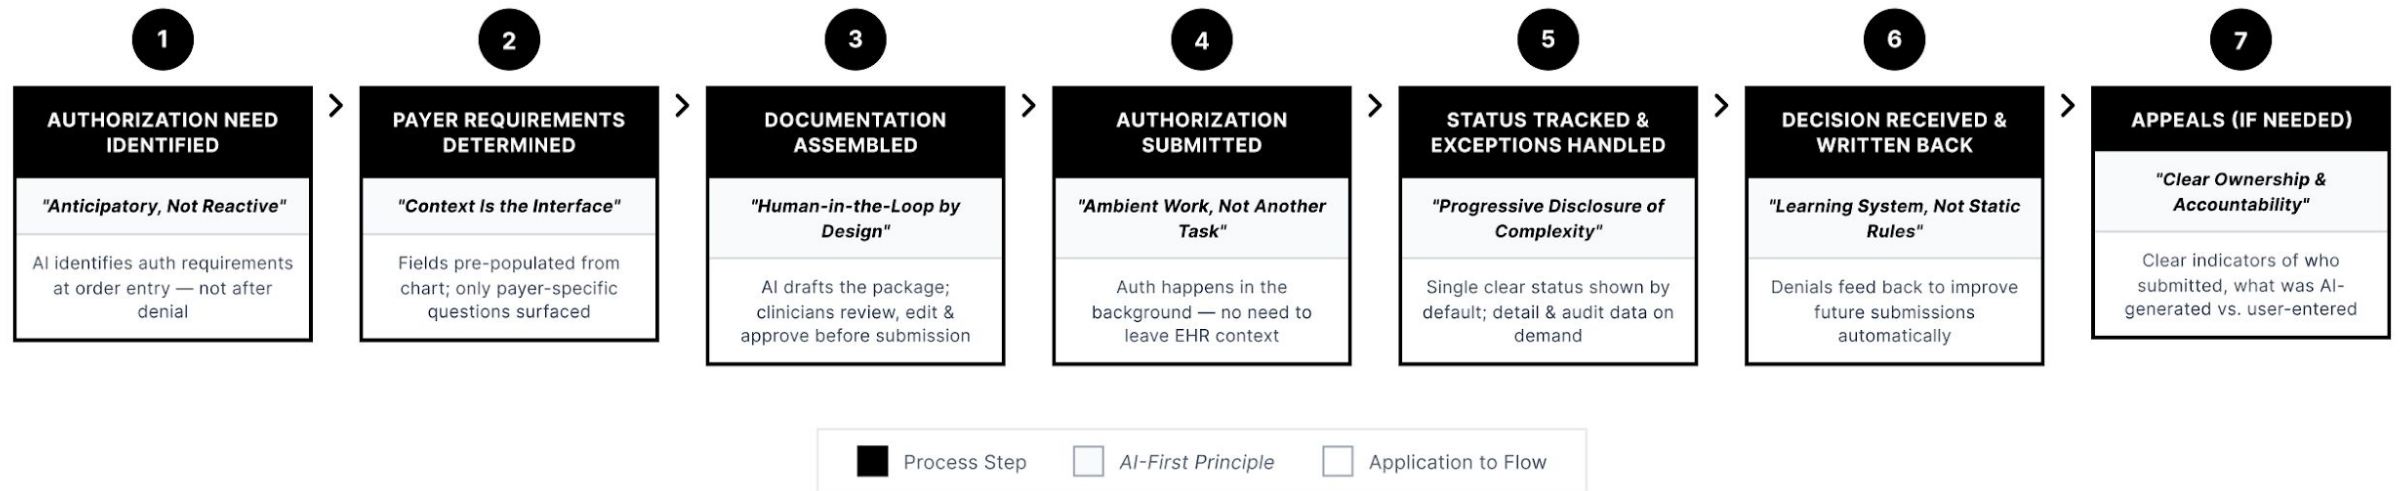 1
AUTHORIZATION NEED
IDENTIFIED
"Anticipatory, Not Reactive"
AI identifies auth requirements
at order entry — not after
denial
2
PAYER REQUIREMENTS
DETERMINED
"Context Is the Interface"
Fields pre-populated from
chart; only payer-specific
questions surfaced
3
DOCUMENTATION
ASSEMBLED
"Human-in-the-Loop by
Design"
AI drafts the package;
clinicians review, edit &
approve before submission
4
AUTHORIZATION
SUBMITTED
"Ambient Work, Not Another
Task"
Auth happens in the
background — no need to
leave EHR context
5
STATUS TRACKED &
EXCEPTIONS HANDLED
"Progressive Disclosure of
Complexity"
Single clear status shown by
default; detail & audit data on
demand
6
DECISION RECEIVED &
WRITTEN BACK
"Learning System, Not Static
Rules"
Denials feed back to improve
future submissions
automatically
7
APPEALS (IF NEEDED)
"Clear Ownership &
Accountability"
Clear indicators of who
submitted, what was AI-
generated vs. user-entered
Process Step
AI-First Principle
Application to Flow